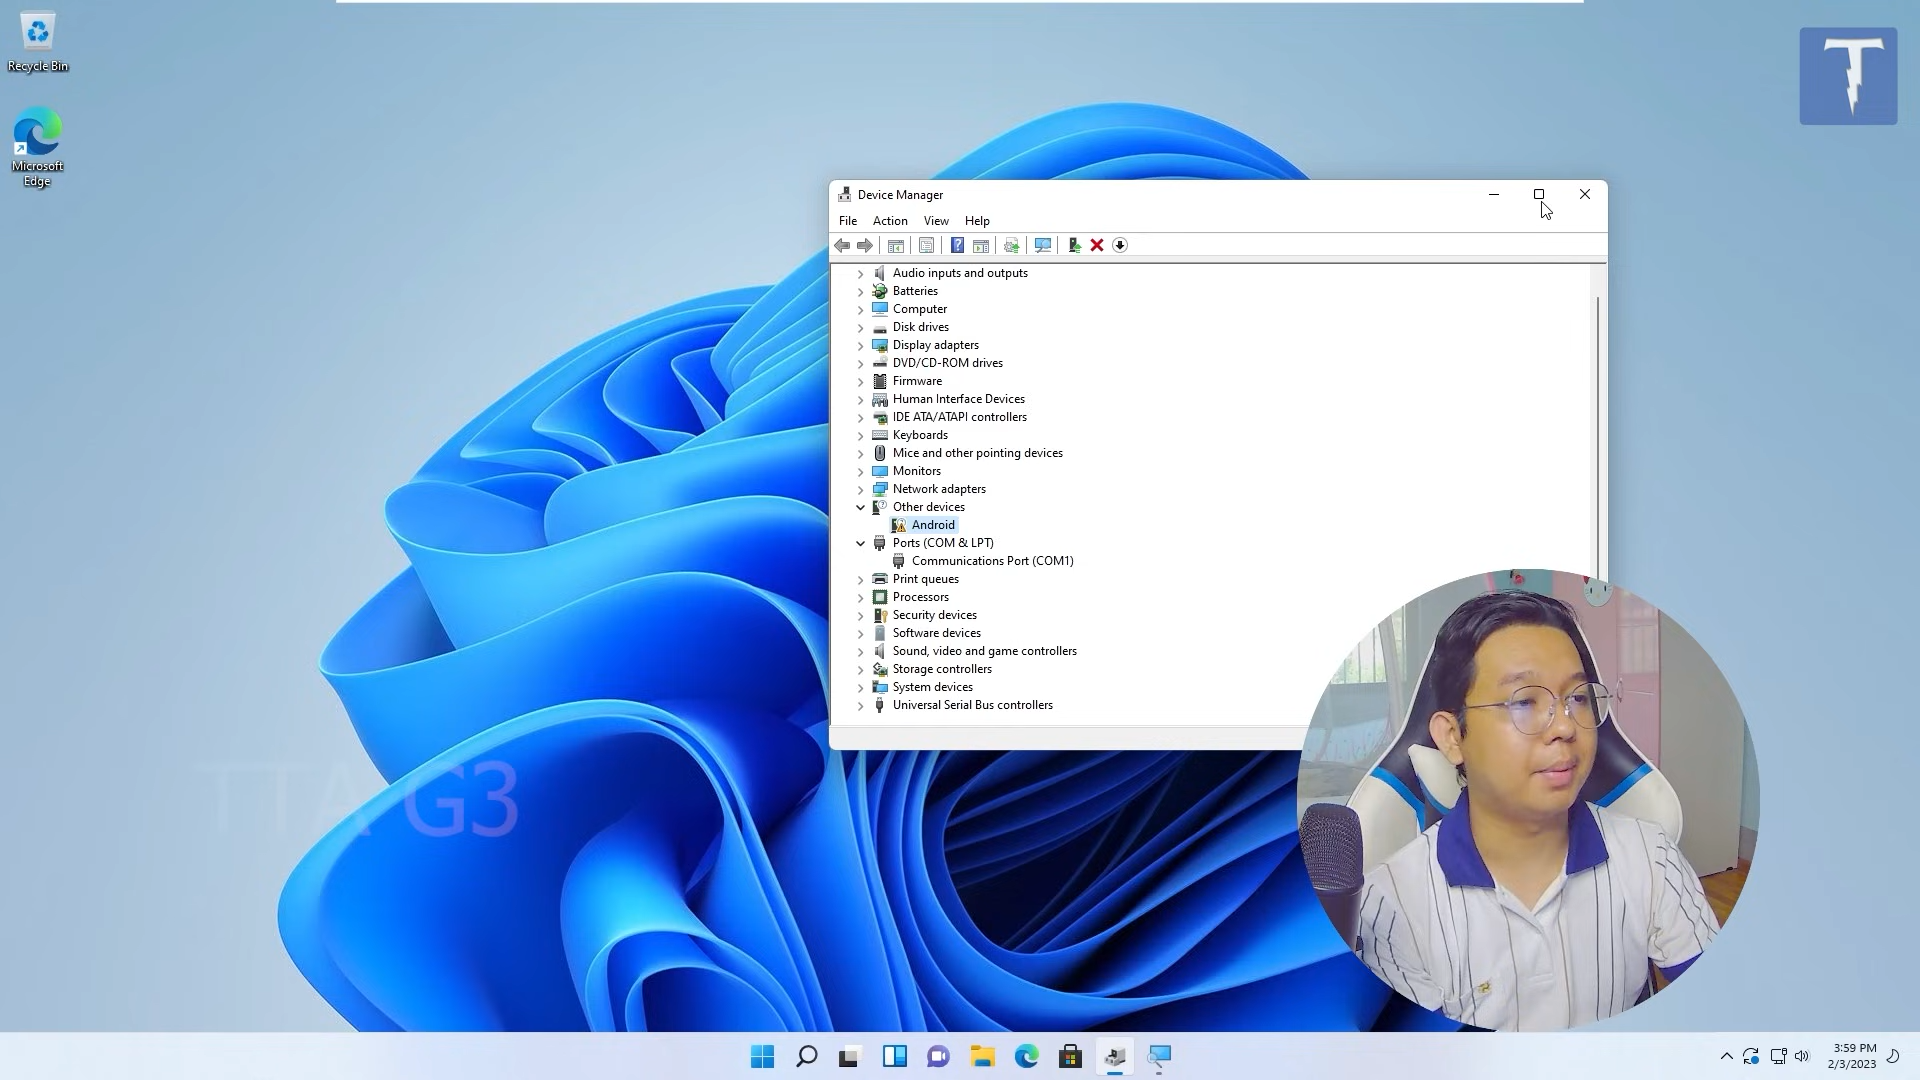 Recycle Bin
Microsoft
Edge
T
Device Manager
File Action View Help
Audio inputs and outputs
Batteries
Computer
Disk drives
Display adapters
DVD/CD-ROM drives
Firmware
Human Interface Devices
IDE ATA/ATAPI controllers
Keyboards
Mice and other pointing devices
Monitors
Network adapters
Other devices
Android
Ports (COM & LPT)
Communications Port (COM1)
Print queues
Processors
Security devices
Software devices
Sound, video and game controllers
Storage controllers
System devices
Universal Serial Bus controllers
TTA G3
3:59 PM
2/3/2023